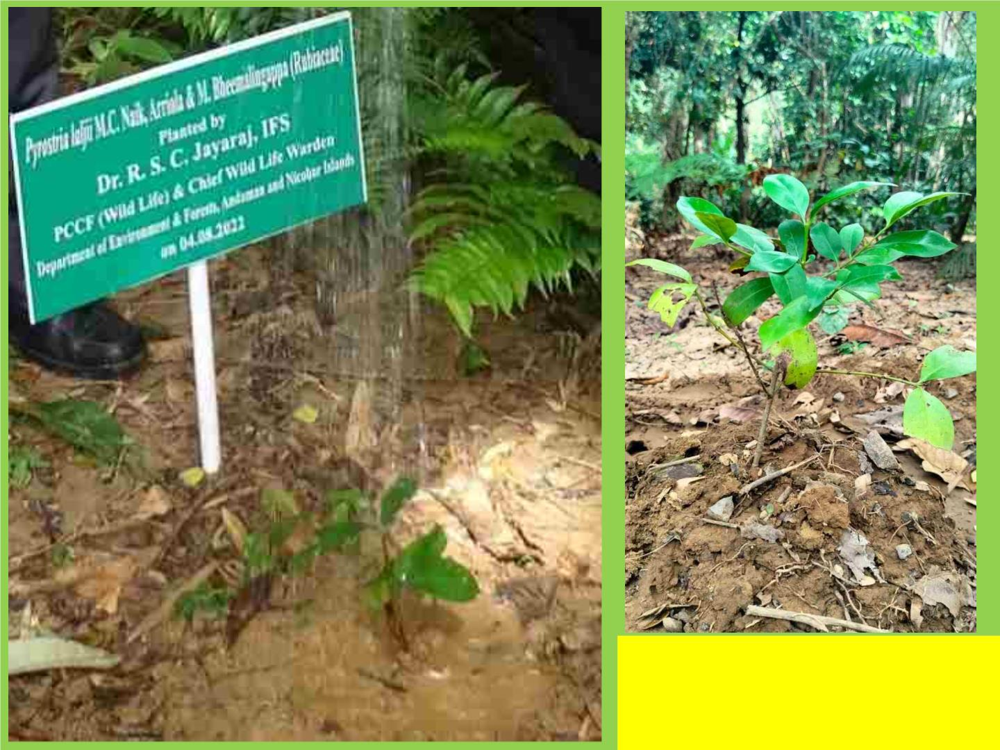 Pyrostria laljii M.C. Naik, Arriola & M. Bheemalingappa (Rubiaceae)
Planted by
Dr. R. S. C. Jayaraj, IFS
PCCF (Wild Life) & Chief Wild Life Warden
Department of Environment & Forests, Andaman and Nicobar Islands
on 04.08.2022